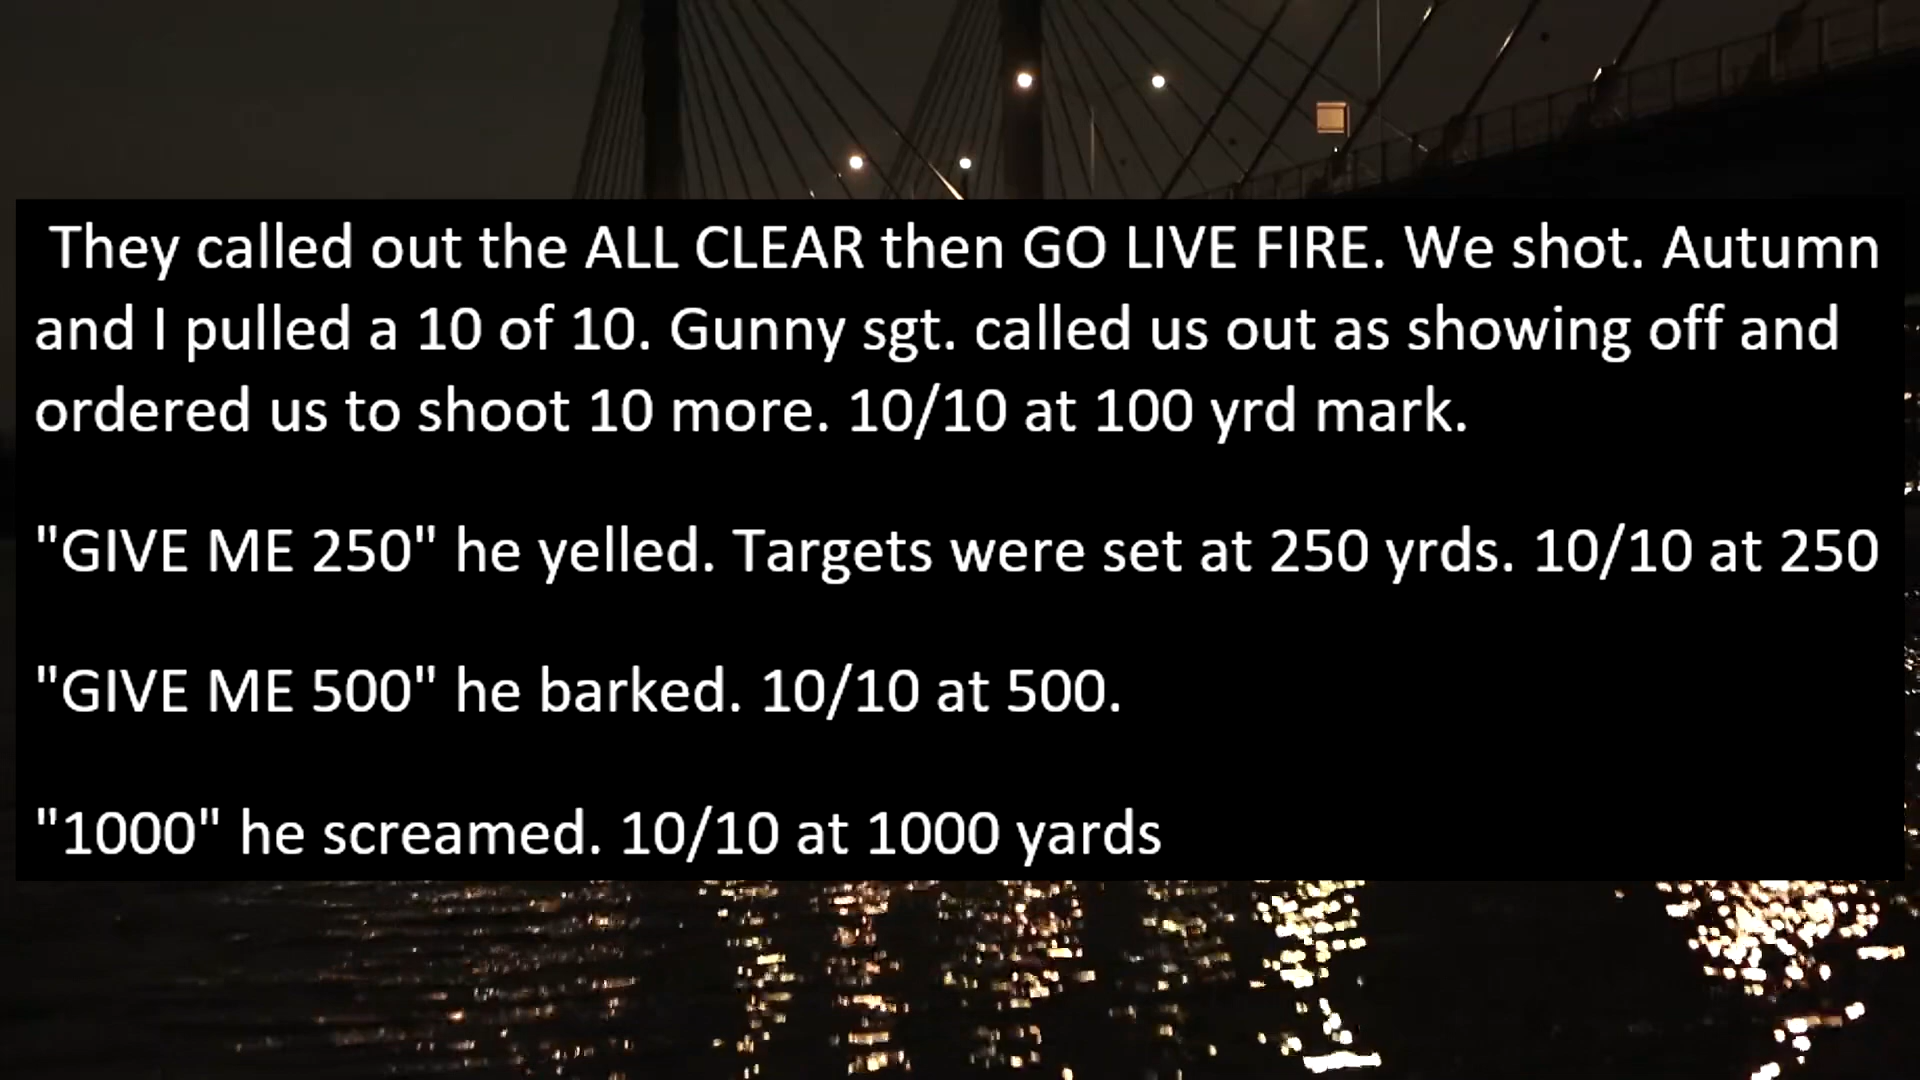 They called out the ALL CLEAR then GO LIVE FIRE. We shot. Autumn
and I pulled a 10 of 10. Gunny sgt. called us out as showing off and
ordered us to shoot 10 more. 10/10 at 100 yrd mark.
"GIVE ME 250" he yelled. Targets were set at 250 yrds. 10/10 at 250
"GIVE ME 500" he barked. 10/10 at 500.
"1000" he screamed. 10/10 at 1000 yards